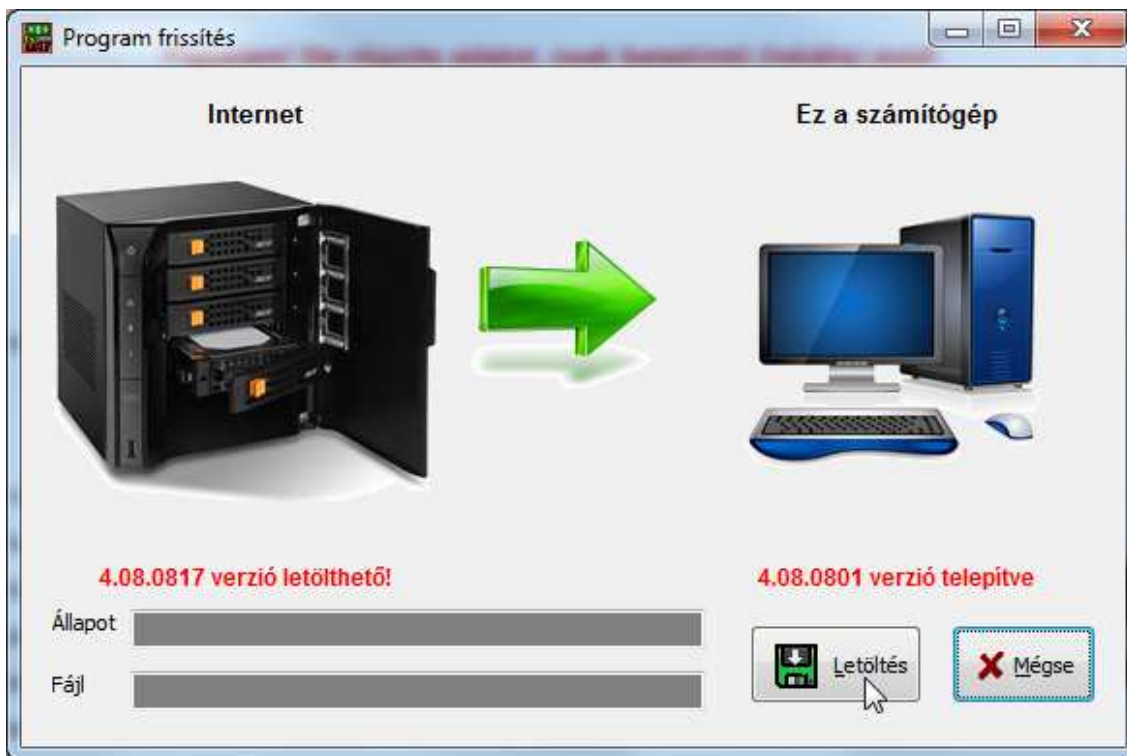 Program frissítés
Internet
Ez a számítógép
4.08.0817 verzió letölthető!
4.08.0801 verzió telepítve
Állapot
Fájl
Letöltés
Mégse